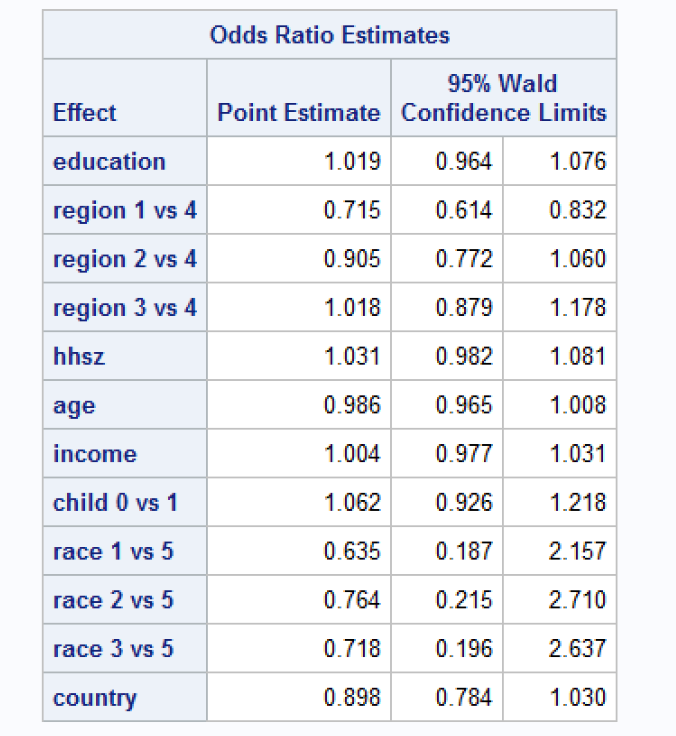 Odds Ratio Estimates
Effect Point Estimate 95% Wald Confidence Limits
education 1.019 0.964 1.076
region 1 vs 4 0.715 0.614 0.832
region 2 vs 4 0.905 0.772 1.060
region 3 vs 4 1.018 0.879 1.178
hhsz 1.031 0.982 1.081
age 0.986 0.965 1.008
income 1.004 0.977 1.031
child 0 vs 1 1.062 0.926 1.218
race 1 vs 5 0.635 0.187 2.157
race 2 vs 5 0.764 0.215 2.710
race 3 vs 5 0.718 0.196 2.637
country 0.898 0.784 1.030